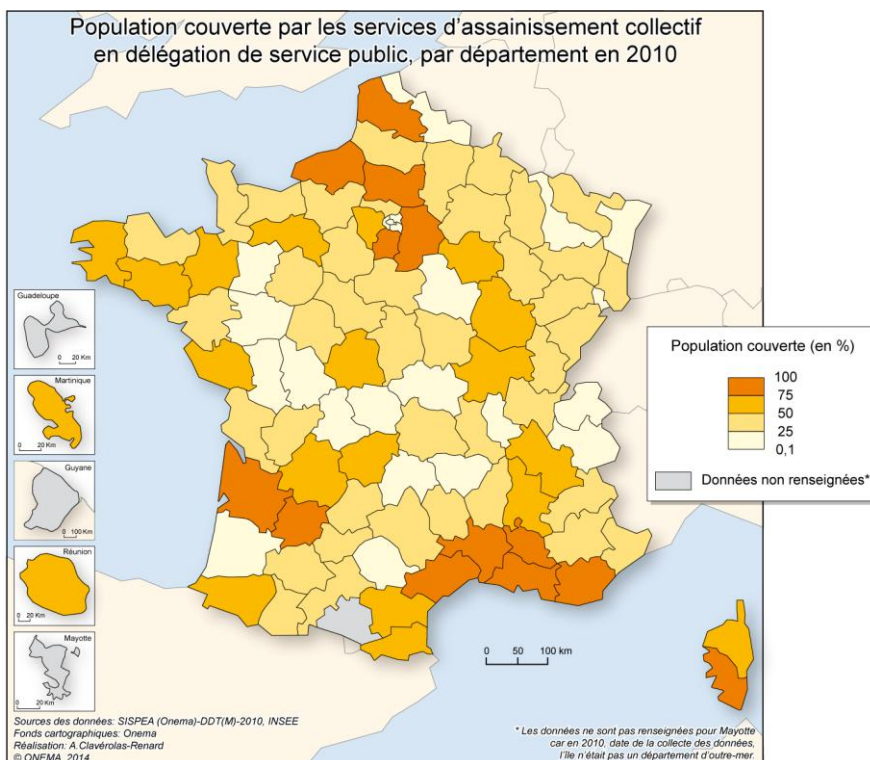 Population couverte par les services d'assainissement collectif
en délégation de service public, par département en 2010
Guadeloupe
0 20 Km
Martinique
0 20 Km
Guyane
0 100 Km
Réunion
0 20 Km
Mayotte
0 20 Km
Population couverte (en %)
100
75
50
25
0,1
Données non renseignées*
0 50 100 km
Sources des données: SISPEA (Onema)-DDT(M)-2010, INSEE
Fonds cartographiques: Onema
Réalisation: A.Clavérolas-Renard
© ONEMA, 2014
* Les données ne sont pas renseignées pour Mayotte
car en 2010, date de la collecte des données,
l'île n'était pas un département d'outre-mer.